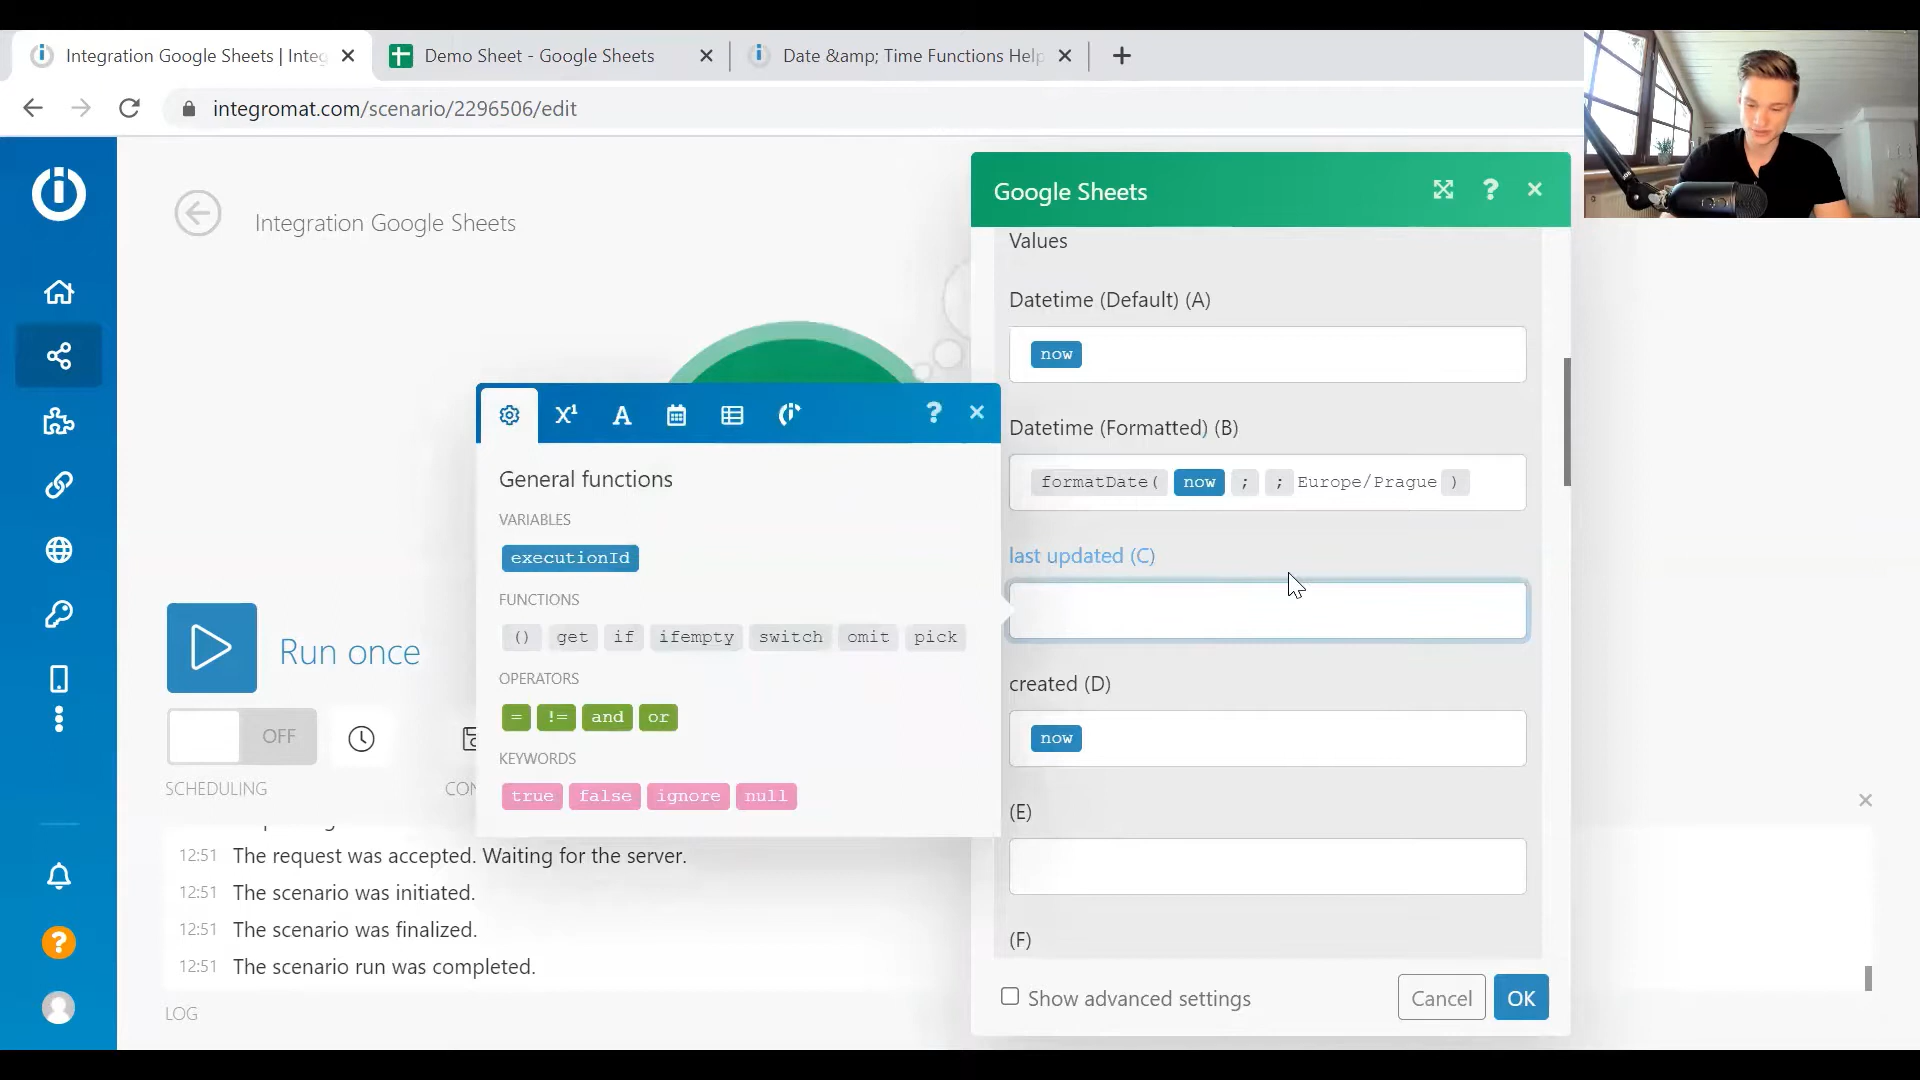 Integration Google Sheets | Integ
Demo Sheet - Google Sheets
Date &amp; Time Functions Help
integromat.com/scenario/2296506/edit
Integration Google Sheets
Google Sheets
Values
Datetime (Default) (A)
now
Datetime (Formatted) (B)
formatDate( now ; ; Europe/Prague )
last updated (C)
created (D)
now
(E)
(F)
Show advanced settings
Cancel
OK
X¹
A
General functions
VARIABLES
executionId
FUNCTIONS
() get if ifempty switch omit pick
OPERATORS
= != and or
KEYWORDS
true false ignore null
Run once
OFF
SCHEDULING
CON
12:51 The request was accepted. Waiting for the server.
12:51 The scenario was initiated.
12:51 The scenario was finalized.
12:51 The scenario run was completed.
LOG